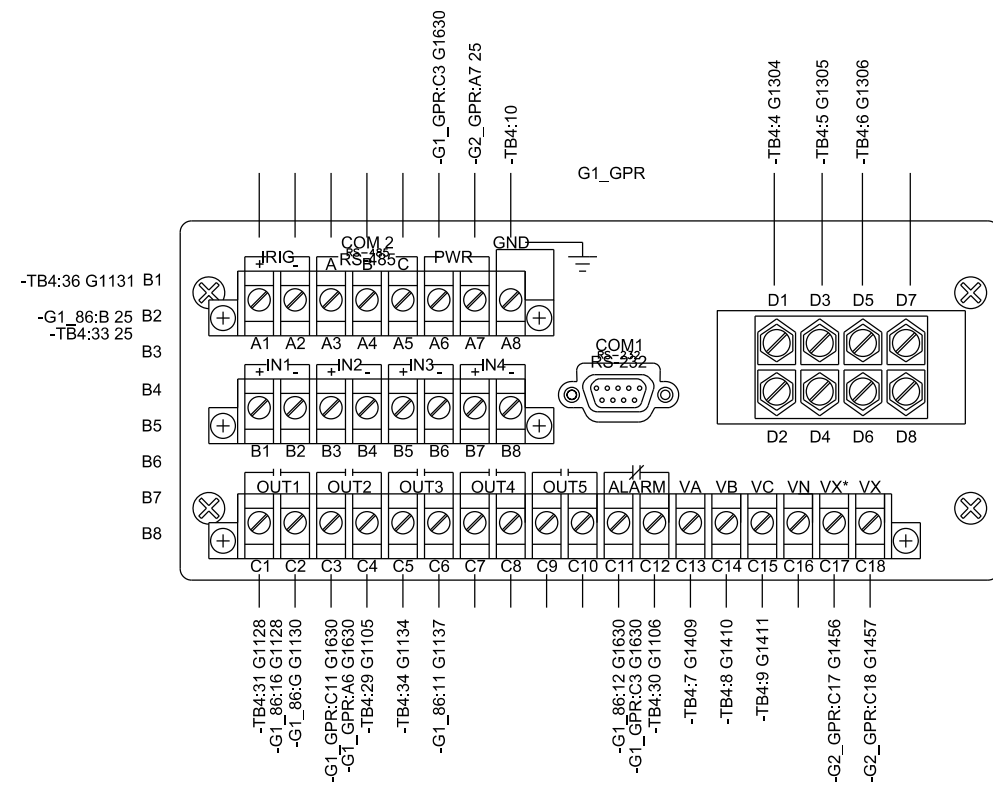 -G1_GPR:C3 G1630
-G2_GPR:A7 25
-TB4:10
-TB4:4 G1304
-TB4:5 G1305
-TB4:6 G1306
G1_GPR
COM 2
GND
IRIG
RS-485
RS-485
PWR
+ - A B C
-TB4:36 G1131 B1
D1 D3 D5 D7
-G1_86:B 25 B2
-TB4:33 25
A1 A2 A3 A4 A5 A6 A7 A8
B3
COM1
RS-232
RS-232
+ IN1 - + IN2 - + IN3 - + IN4 -
B4
B5
D2 D4 D6 D8
B1 B2 B3 B4 B5 B6 B7 B8
B6
OUT1 OUT2 OUT3 OUT4 OUT5 ALARM VA VB VC VN VX* VX
B7
B8
C1 C2 C3 C4 C5 C6 C7 C8 C9 C10 C11 C12 C13 C14 C15 C16 C17 C18
-TB4:31 G1128
-G1_86:16 G1128
-G1_86:G G1130
-G1_GPR:C11 G1630
-G1_GPR:A6 G1630
-TB4:29 G1105
-TB4:34 G1134
-G1_86:11 G1137
-G1_86:12 G1630
-G1_GPR:C3 G1630
-TB4:30 G1106
-TB4:7 G1409
-TB4:8 G1410
-TB4:9 G1411
-G2_GPR:C17 G1456
-G2_GPR:C18 G1457